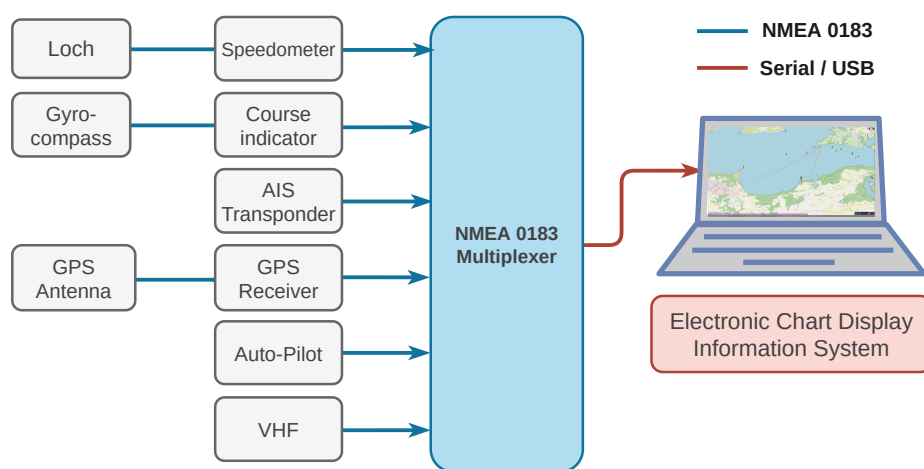 Loch
Speedometer
NMEA 0183
Serial / USB
Gyro-
compass
Course
indicator
AIS
Transponder
NMEA 0183
Multiplexer
GPS
Antenna
GPS
Receiver
Electronic Chart Display
Information System
Auto-Pilot
VHF